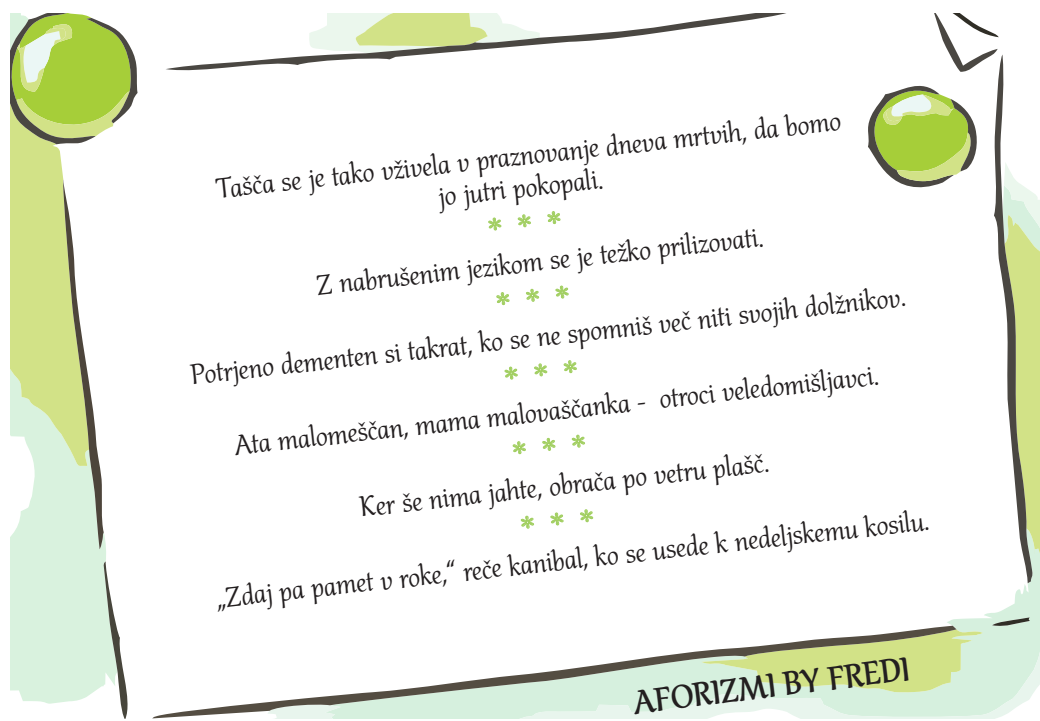 Tašča se je tako vživela v praznovanje dneva mrtvih, da bomo
jo jutri pokopali.
* * *
Z nabrušenim jezikom se je težko prilizovati.
* * *
Potrjeno dementen si takrat, ko se ne spomniš več niti svojih dolžnikov.
* * *
Ata malomeščan, mama malovaščanka - otroci veledomišljavci.
* * *
Ker še nima jahte, obrača po vetru plašč.
* * *
„Zdaj pa pamet v roke,“ reče kanibal, ko se usede k nedeljskemu kosilu.
AFORIZMI BY FREDI